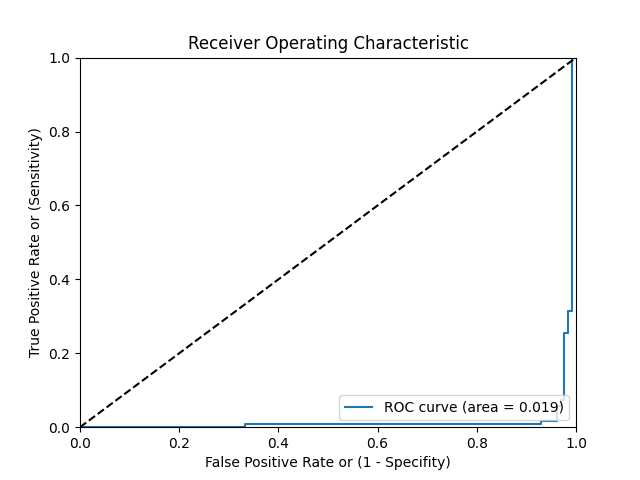 Receiver Operating Characteristic
True Positive Rate or (Sensitivity)
1.0
0.8
0.6
0.4
0.2
0.0
ROC curve (area = 0.019)
0.0 0.2 0.4 0.6 0.8 1.0
False Positive Rate or (1 - Specifity)